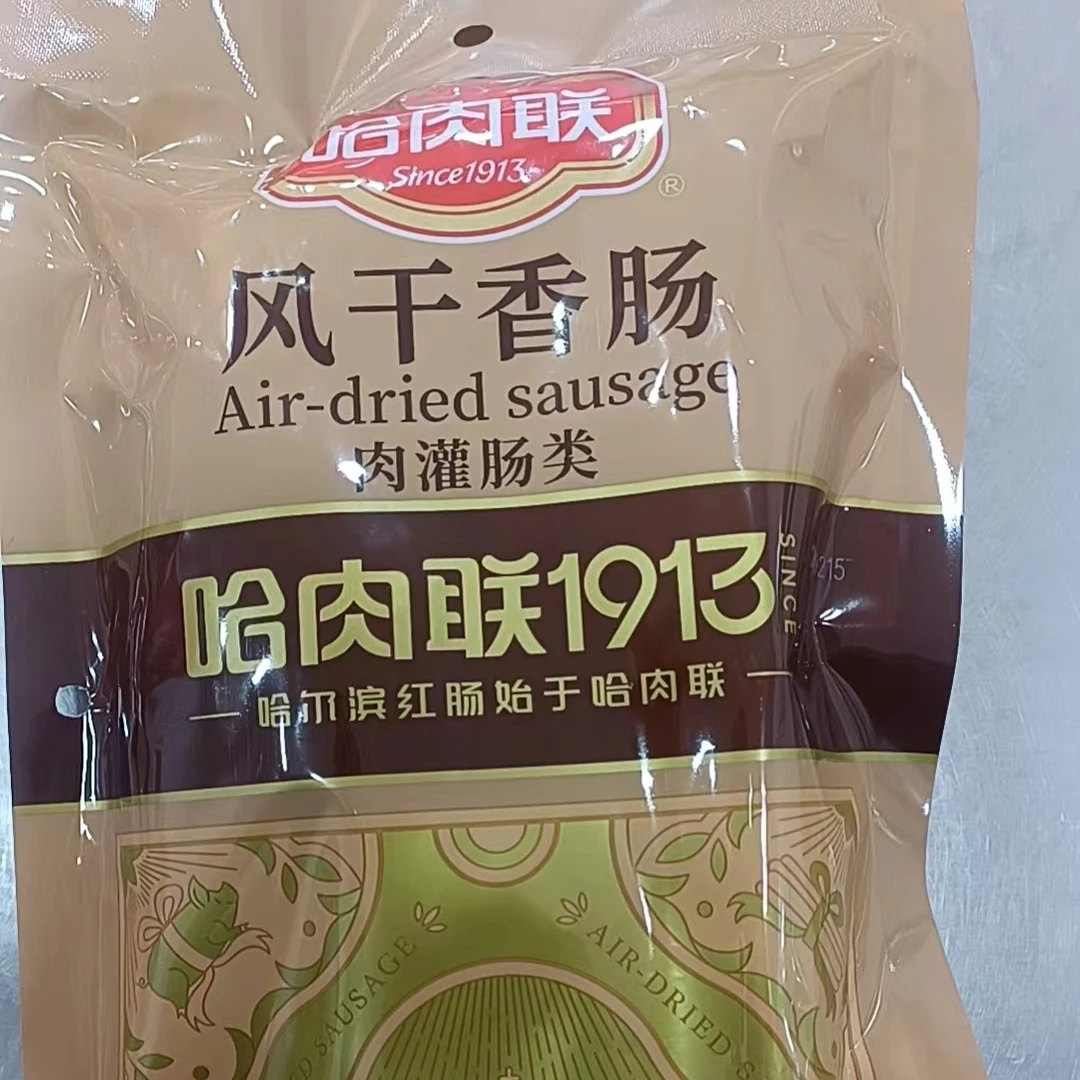 哈肉联
Since1913
®
风干香肠
Air-dried sausage
肉灌肠类
哈肉联1913
SINCE
215
哈尔滨红肠始于哈肉联
SAUSAGE
AIR-DRIED